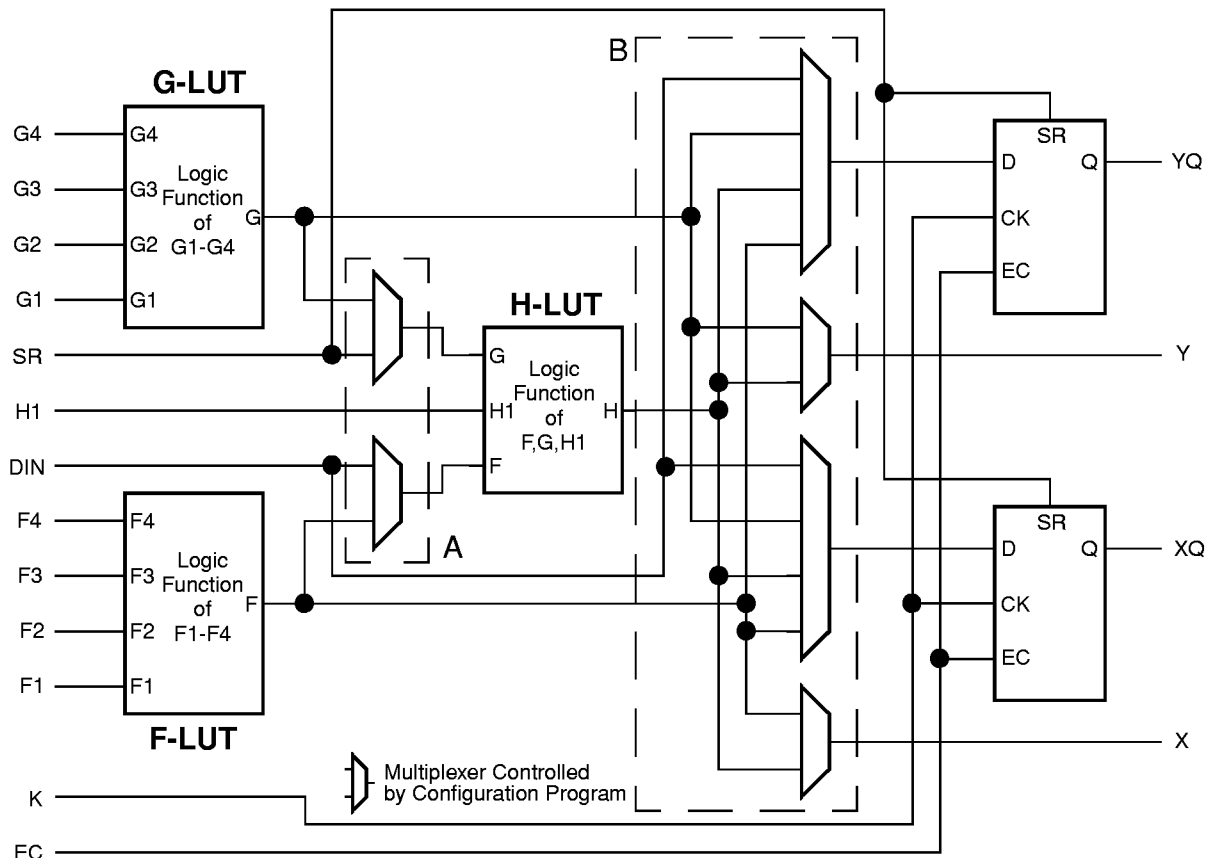 B
G-LUT
G4
G4
G3
G3
G2
G2
G1
G1
Logic
Function
of
G1-G4
G
SR
D
Q
YQ
CK
EC
SR
H-LUT
G
H1
F
Logic
Function
of
F,G,H1
H
Y
H1
DIN
A
F4
F4
F3
F3
F2
F2
F1
F1
Logic
Function
of
F1-F4
F
F-LUT
SR
D
Q
XQ
CK
EC
X
Multiplexer Controlled
by Configuration Program
K
EC